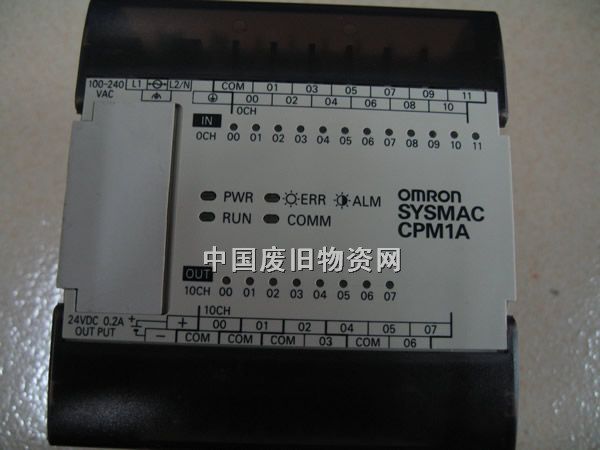 100-240 L1 L2/N COM 01 03 05 07 09 11
VAC 00 02 04 06 08 10
0CH
IN
0CH 00 01 02 03 04 05 06 07 08 09 10 11
PWR ERR ALM
RUN COMM
omron
SYSMAC
CPM1A
中国废旧物资网
OUT
10CH 00 01 02 03 04 05 06 07
10CH
24VDC 0.2A + + 00 01 02 04 05 07
OUT PUT - - COM COM COM 03 COM 06